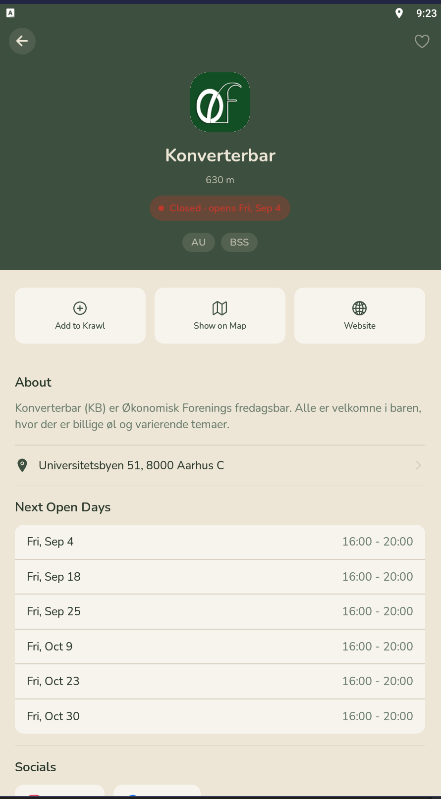 A
9:23
ØF
Konverterbar
630 m
Closed · opens Fri, Sep 4
AU
BSS
Add to Krawl
Show on Map
Website
About
Konverterbar (KB) er Økonomisk Forenings fredagsbar. Alle er velkomne i baren,
hvor der er billige øl og varierende temaer.
Universitetsbyen 51, 8000 Aarhus C
Next Open Days
Fri, Sep 4 16:00 - 20:00
Fri, Sep 18 16:00 - 20:00
Fri, Sep 25 16:00 - 20:00
Fri, Oct 9 16:00 - 20:00
Fri, Oct 23 16:00 - 20:00
Fri, Oct 30 16:00 - 20:00
Socials